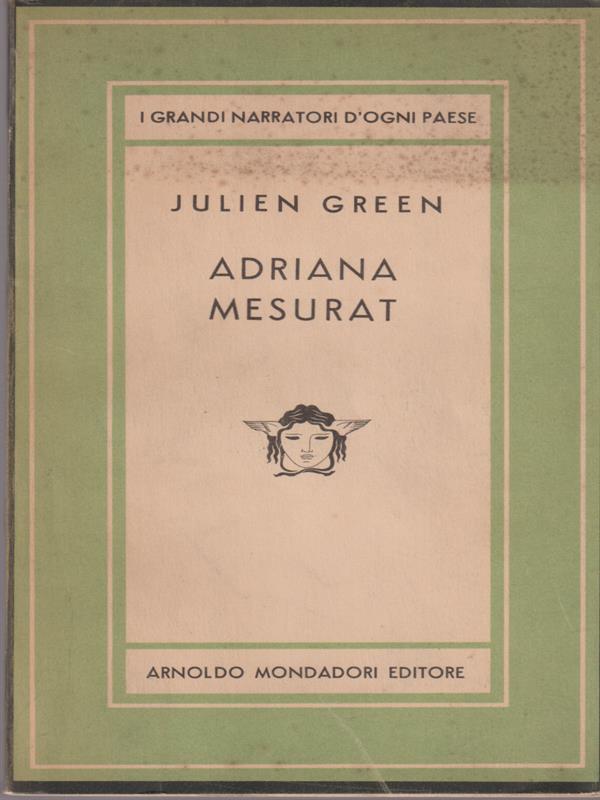 I GRANDI NARRATORI D'OGNI PAESE
JULIEN GREEN
ADRIANA
MESURAT
ARNOLDO MONDADORI EDITORE